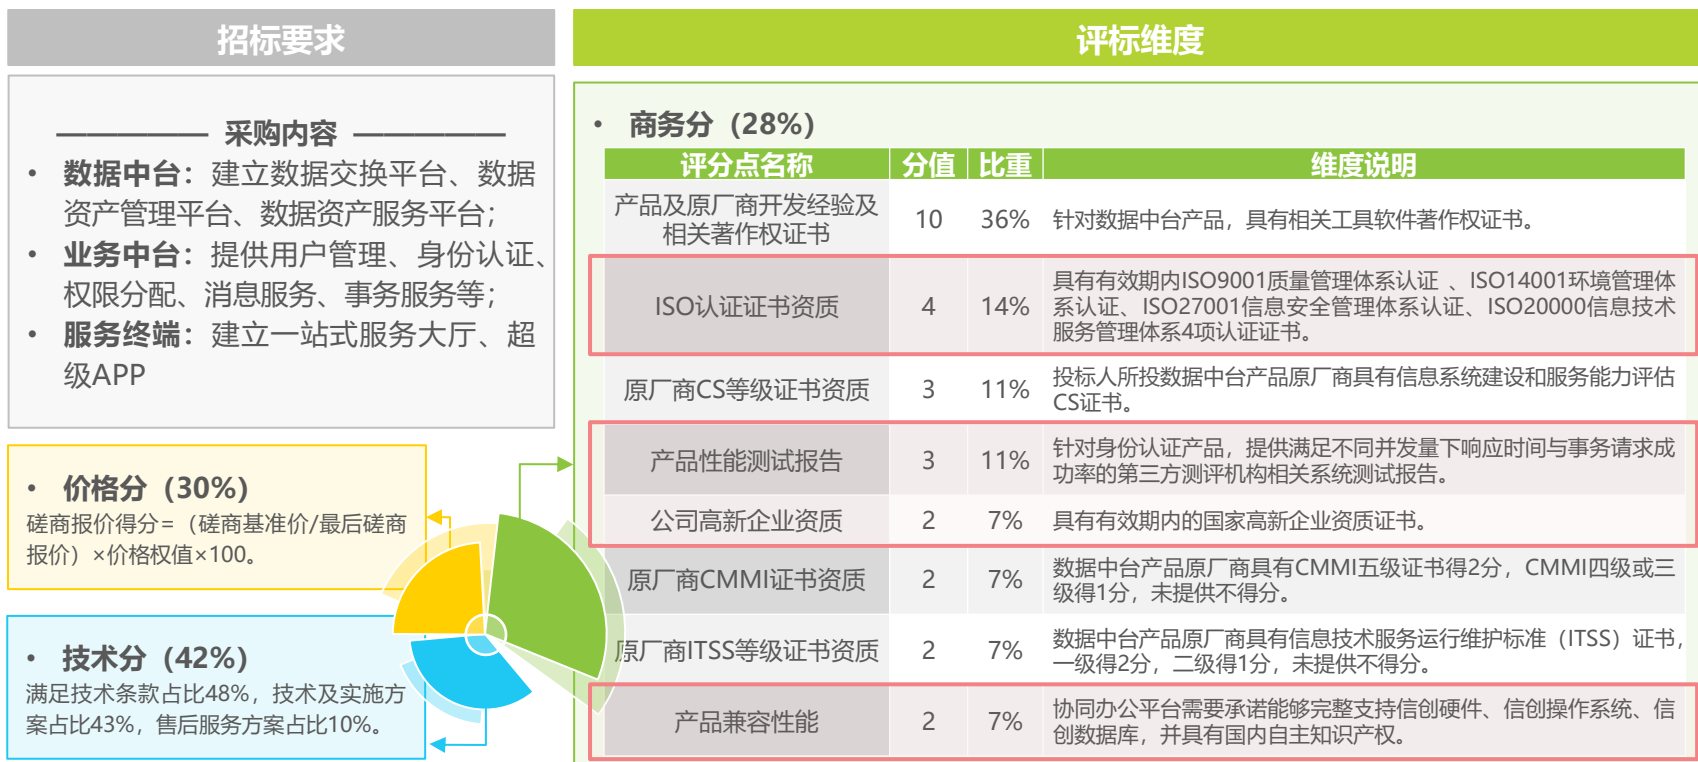 招标要求
采购内容
• 数据中台：建立数据交换平台、数据
资产管理平台、数据资产服务平台；
• 业务中台：提供用户管理、身份认证、
权限分配、消息服务、事务服务等；
• 服务终端：建立一站式服务大厅、超
级APP
• 价格分（30%）
磋商报价得分=（磋商基准价/最后磋商
报价）×价格权值×100。
• 技术分（42%）
满足技术条款占比48%，技术及实施方
案占比43%，售后服务方案占比10%。
评标维度
• 商务分（28%）
评分点名称 分值 比重 维度说明
产品及原厂商开发经验及
相关著作权证书
10 36% 针对数据中台产品，具有相关工具软件著作权证书。
ISO认证证书资质 4 14%
具有有效期内ISO9001质量管理体系认证 、ISO14001环境管理体
系认证、ISO27001信息安全管理体系认证、ISO20000信息技术
服务管理体系4项认证证书。
原厂商CS等级证书资质 3 11%
投标人所投数据中台产品原厂商具有信息系统建设和服务能力评估
CS证书。
产品性能测试报告 3 11%
针对身份认证产品，提供满足不同并发量下响应时间与事务请求成
功率的第三方测评机构相关系统测试报告。
公司高新企业资质 2 7% 具有有效期内的国家高新企业资质证书。
原厂商CMMI证书资质 2 7%
数据中台产品原厂商具有CMMI五级证书得2分，CMMI四级或三
级得1分，未提供不得分。
原厂商ITSS等级证书资质 2 7%
数据中台产品原厂商具有信息技术服务运行维护标准（ITSS）证书，
一级得2分，二级得1分，未提供不得分。
产品兼容性能 2 7%
协同办公平台需要承诺能够完整支持信创硬件、信创操作系统、信
创数据库，并具有国内自主知识产权。